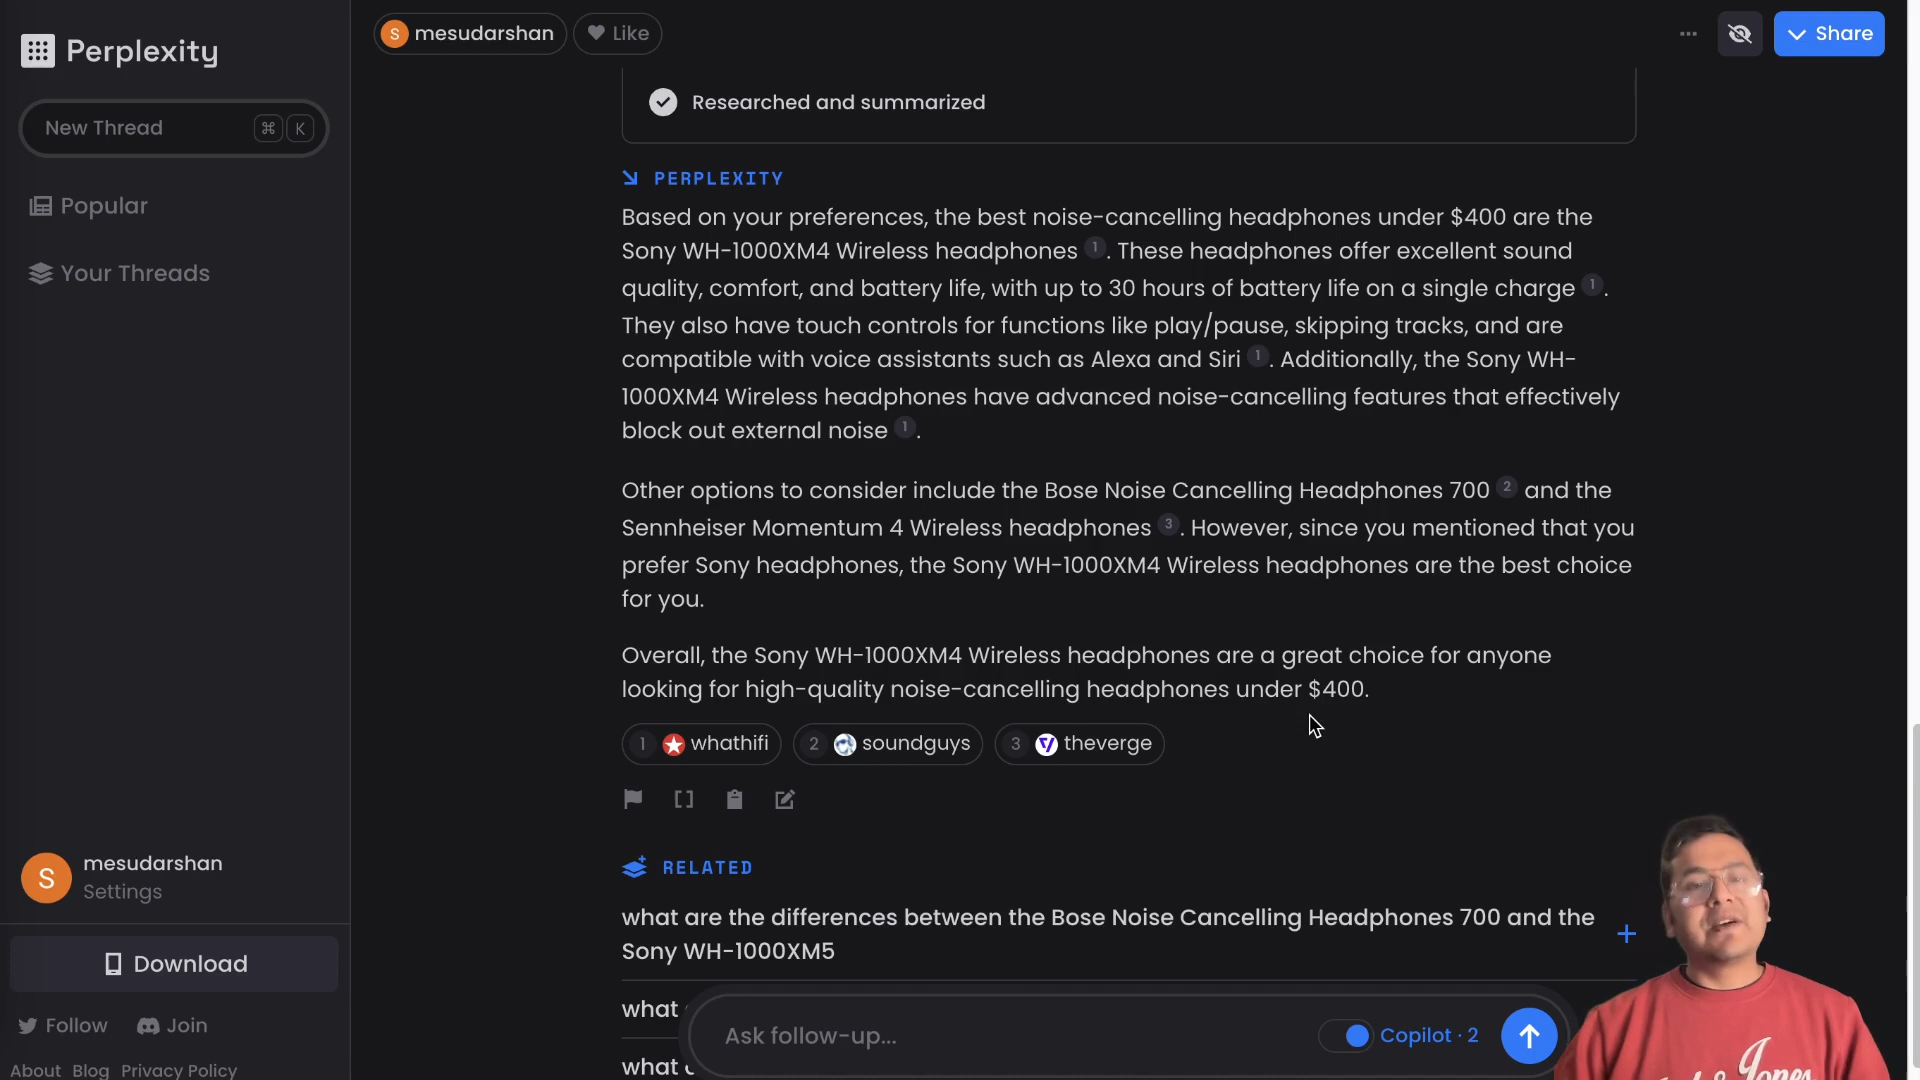 Perplexity
New Thread ⌘ K
Popular
Your Threads
mesudarshan
Settings
Download
Follow Join
About Blog Privacy Policy
S mesudarshan Like
... Share
Researched and summarized
PERPLEXITY
Based on your preferences, the best noise-cancelling headphones under $400 are the
Sony WH-1000XM4 Wireless headphones 1. These headphones offer excellent sound
quality, comfort, and battery life, with up to 30 hours of battery life on a single charge 1.
They also have touch controls for functions like play/pause, skipping tracks, and are
compatible with voice assistants such as Alexa and Siri 1. Additionally, the Sony WH-
1000XM4 Wireless headphones have advanced noise-cancelling features that effectively
block out external noise 1.
Other options to consider include the Bose Noise Cancelling Headphones 700 2 and the
Sennheiser Momentum 4 Wireless headphones 3. However, since you mentioned that you
prefer Sony headphones, the Sony WH-1000XM4 Wireless headphones are the best choice
for you.
Overall, the Sony WH-1000XM4 Wireless headphones are a great choice for anyone
looking for high-quality noise-cancelling headphones under $400.
1 whathifi 2 soundguys 3 theverge
RELATED
what are the differences between the Bose Noise Cancelling Headphones 700 and the
Sony WH-1000XM5
what
Ask follow-up... Copilot · 2
what
S
Jones